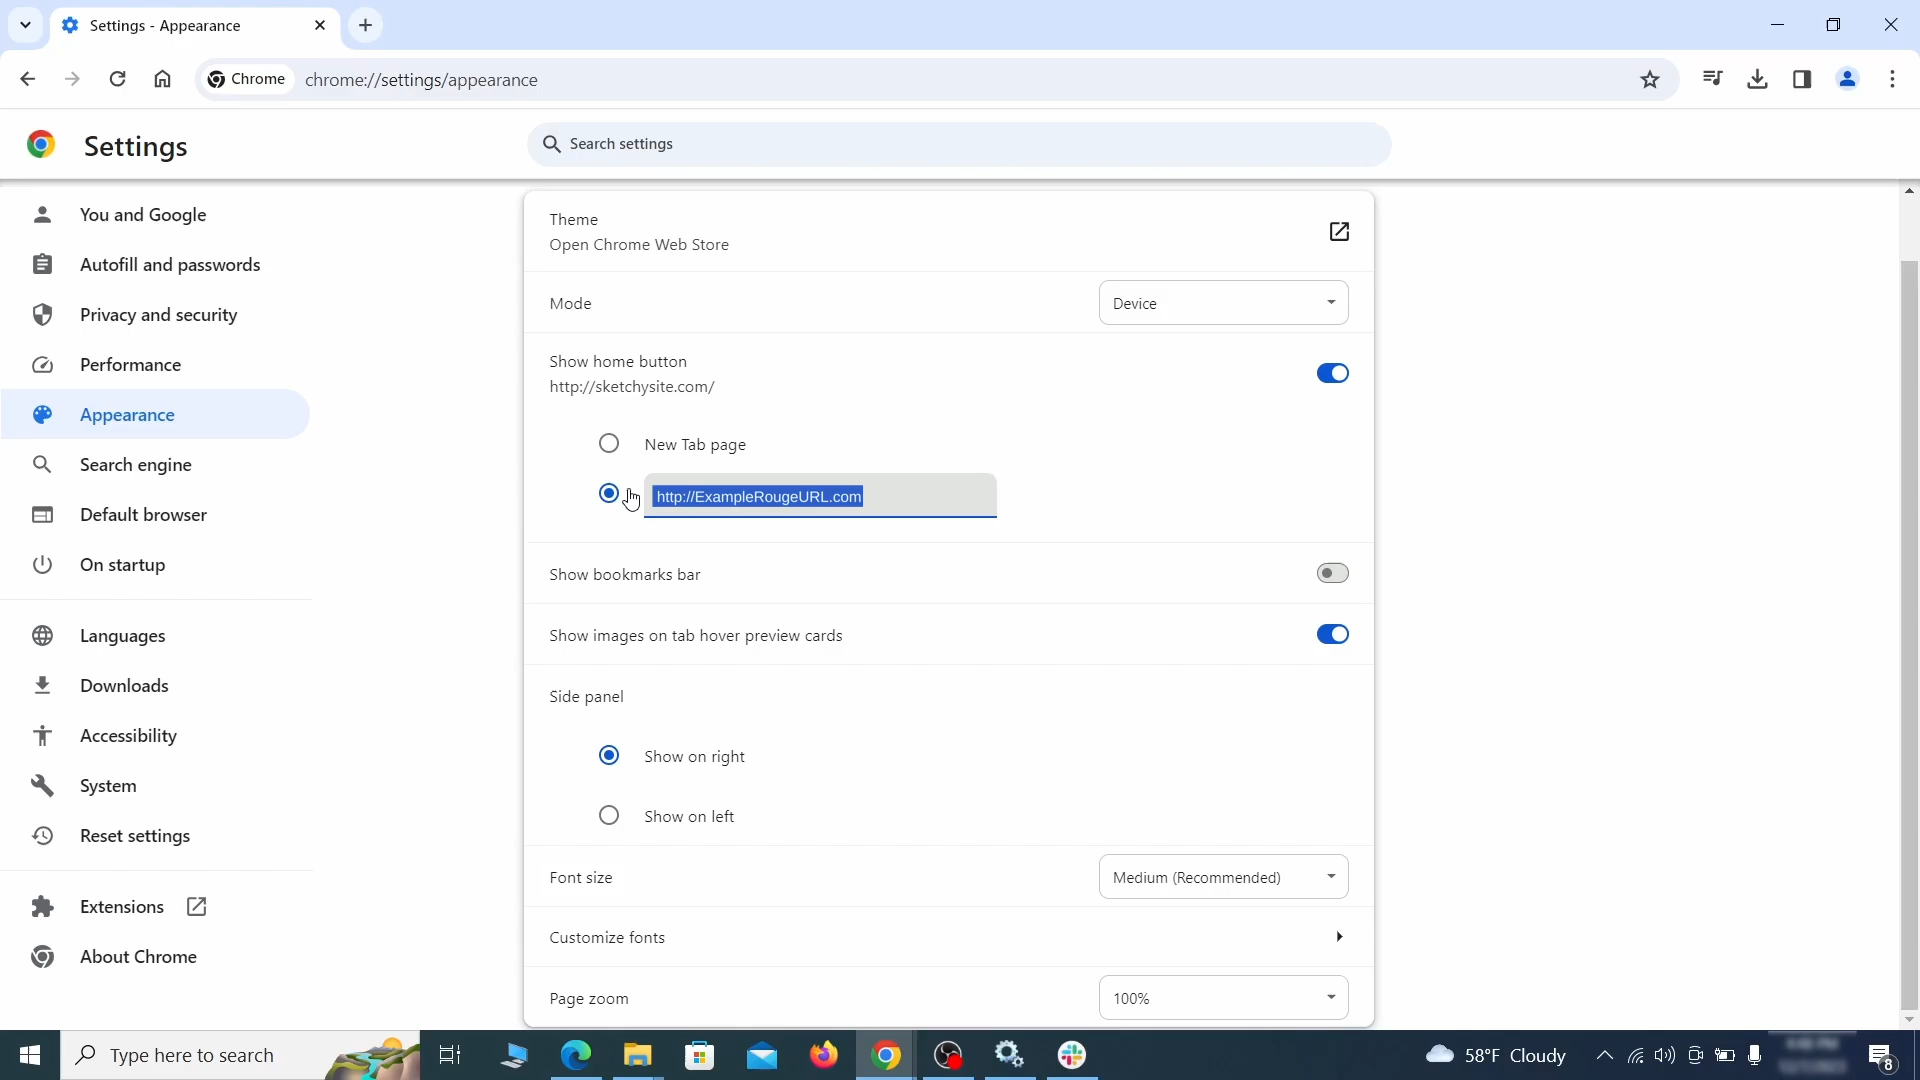 Settings - Appearance
Chrome
chrome://settings/appearance
Settings
Search settings
You and Google
Autofill and passwords
Privacy and security
Performance
Appearance
Search engine
Default browser
On startup
Languages
Downloads
Accessibility
System
Reset settings
Extensions
About Chrome
Theme
Open Chrome Web Store
Mode
Device
Show home button
http://sketchysite.com/
New Tab page
http://ExampleRougeURL.com
Show bookmarks bar
Show images on tab hover preview cards
Side panel
Show on right
Show on left
Font size
Medium (Recommended)
Customize fonts
Page zoom
100%
Type here to search
58°F Cloudy
8